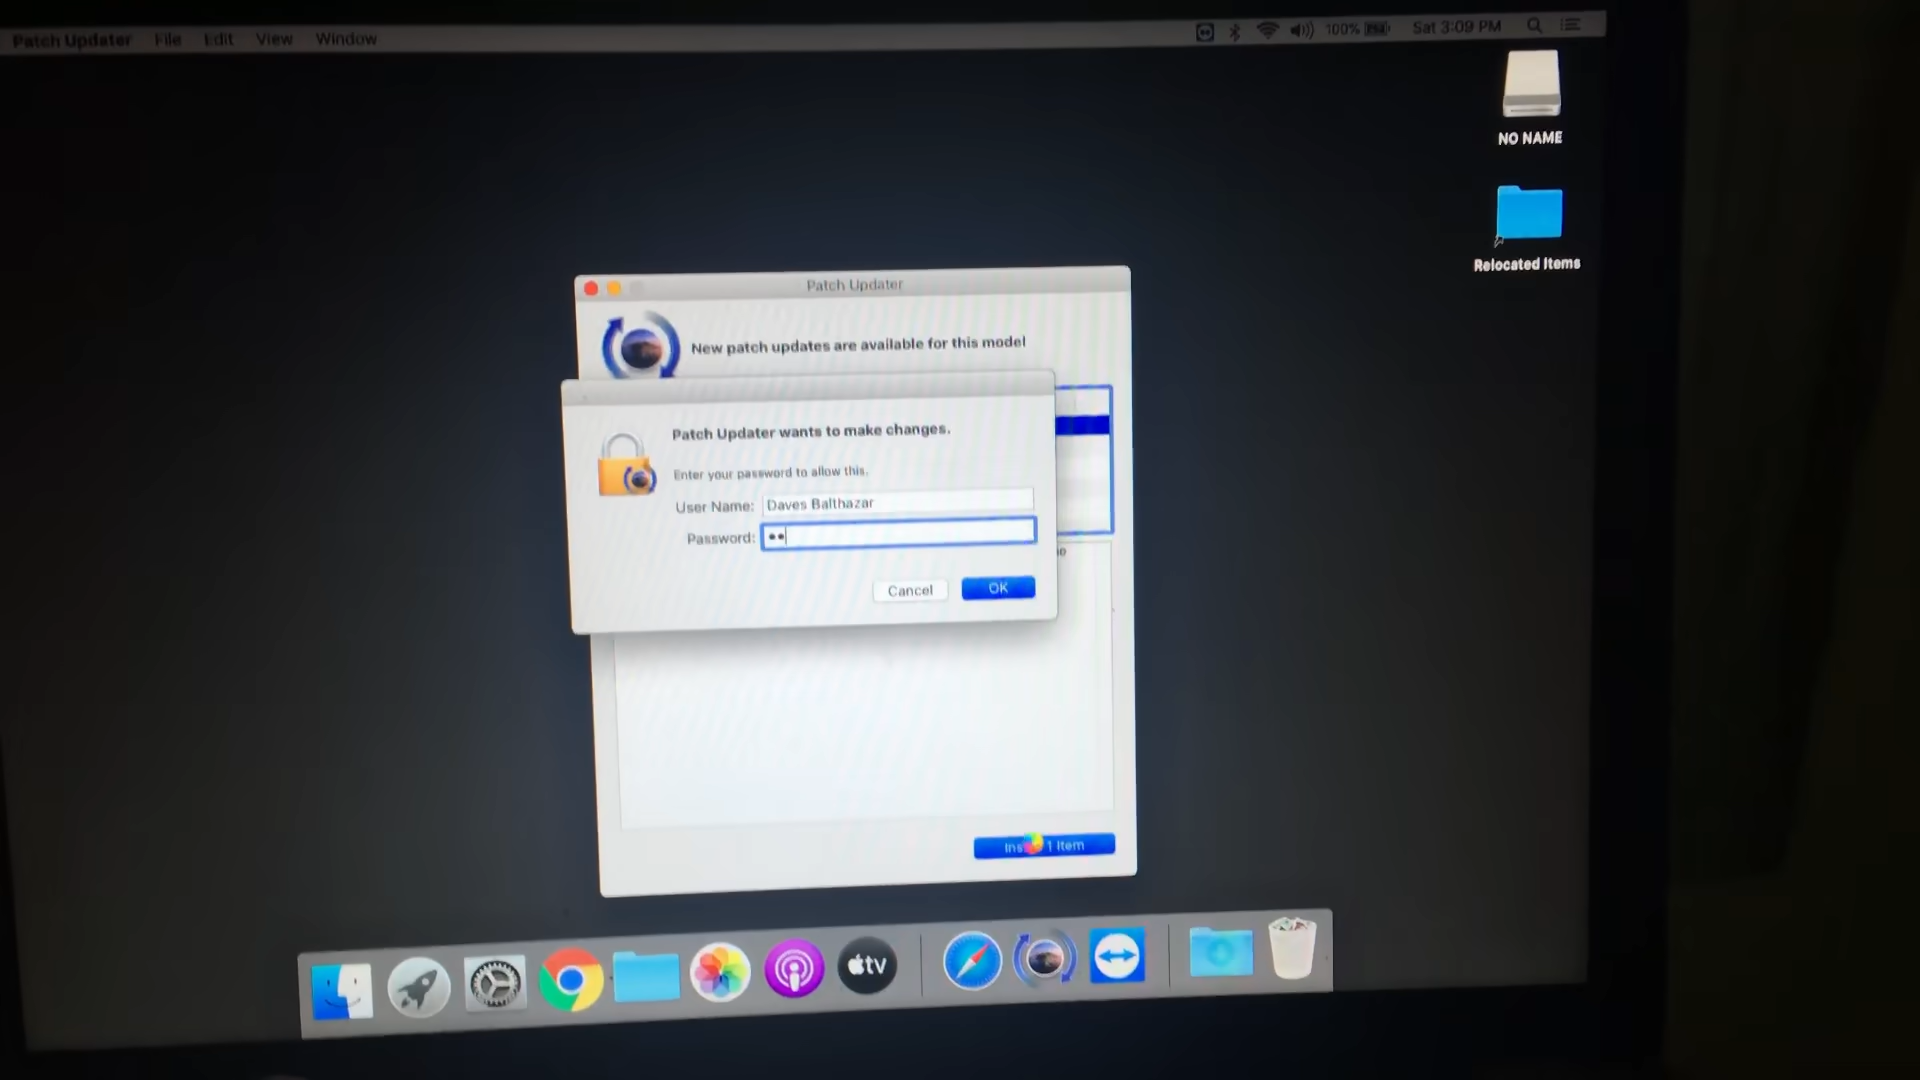 Patch Updater File Edit View Window
100% Sat 3:09 PM
NO NAME
Relocated Items
Patch Updater
New patch updates are available for this model
Patch Updater wants to make changes.
Enter your password to allow this.
User Name: Daves Balthazar
Password:
Cancel OK
1 Item
tv